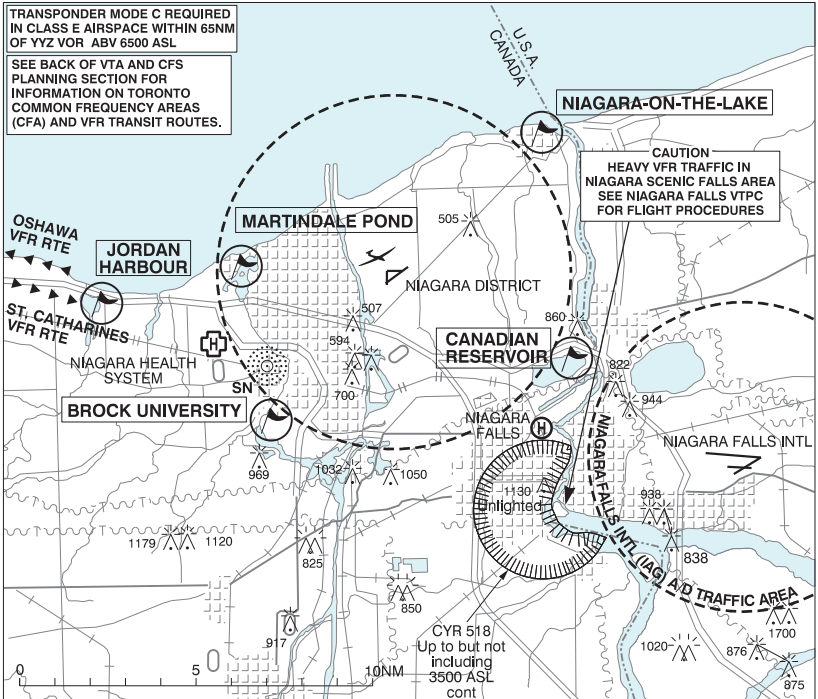 TRANSPONDER MODE C REQUIRED
IN CLASS E AIRSPACE WITHIN 65NM
OF YYZ VOR ABV 6500 ASL
SEE BACK OF VTA AND CFS
PLANNING SECTION FOR
INFORMATION ON TORONTO
COMMON FREQUENCY AREAS
(CFA) AND VFR TRANSIT ROUTES.
U.S.A.
CANADA
NIAGARA-ON-THE-LAKE
CAUTION
HEAVY VFR TRAFFIC IN
NIAGARA SCENIC FALLS AREA
SEE NIAGARA FALLS VTPC
FOR FLIGHT PROCEDURES
OSHAWA
VFR RTE
JORDAN
HARBOUR
MARTINDALE POND
505
NIAGARA DISTRICT
ST. CATHARINES
VFR RTE
507
594
700
860
CANADIAN
RESERVOIR
822
944
H
NIAGARA HEALTH
SYSTEM
SN
BROCK UNIVERSITY
NIAGARA
FALLS
H
NIAGARA FALLS INTL
969
1032
1050
1130
Unlighted
938
838
NIAGARA FALLS INTL (IAG) A/D TRAFFIC AREA
1179
1120
825
850
917
CYR 518
Up to but not
including
3500 ASL
cont
1020
876
1700
875
0
5
10NM